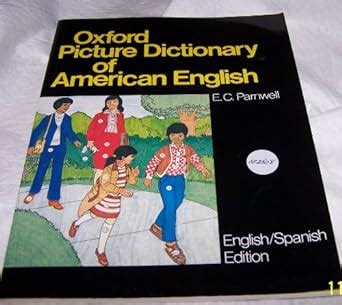 Oxford
Picture Dictionary
of
American English
E.C. Parnwell
English/Spanish
Edition